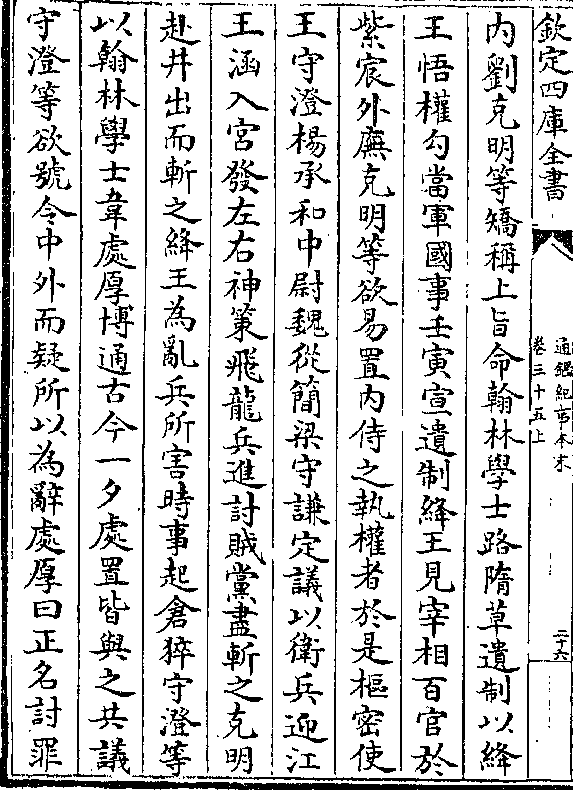 欽定四庫全書
通鑑紀事本末
卷三十五上
二十六
內劉克明等矯稱上旨命翰林學士路隋草遺制以絳
王悟權勾當軍國事壬寅宣遺制絳王見宰相百官於
紫宸外廡克明等欲易置內侍之執權者於是樞密使
王守澄楊承和中尉魏從簡梁守謙定議以衛兵迎江
王涵入宮發左右神策飛龍兵進討賊黨盡斬之克明
赴井出而斬之絳王為亂兵所害時事起倉猝守澄等
以翰林學士韋處厚博通古今一夕處置皆與之共議
守澄等欲號令中外而疑所以為辭處厚曰正名討罪